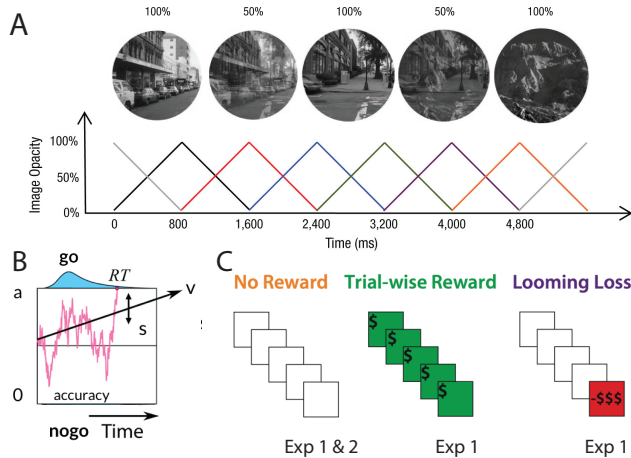 A
100% 50% 100% 50% 100%
Image Opacity
100%
50%
0%
0 800 1,600 2,400 3,200 4,000 4,800
Time (ms)
B
go
RT
a
v
s
0
accuracy
nogo Time
C
No Reward Trial-wise Reward Looming Loss
$
$
$
$
$
-$$$
Exp 1 & 2 Exp 1 Exp 1